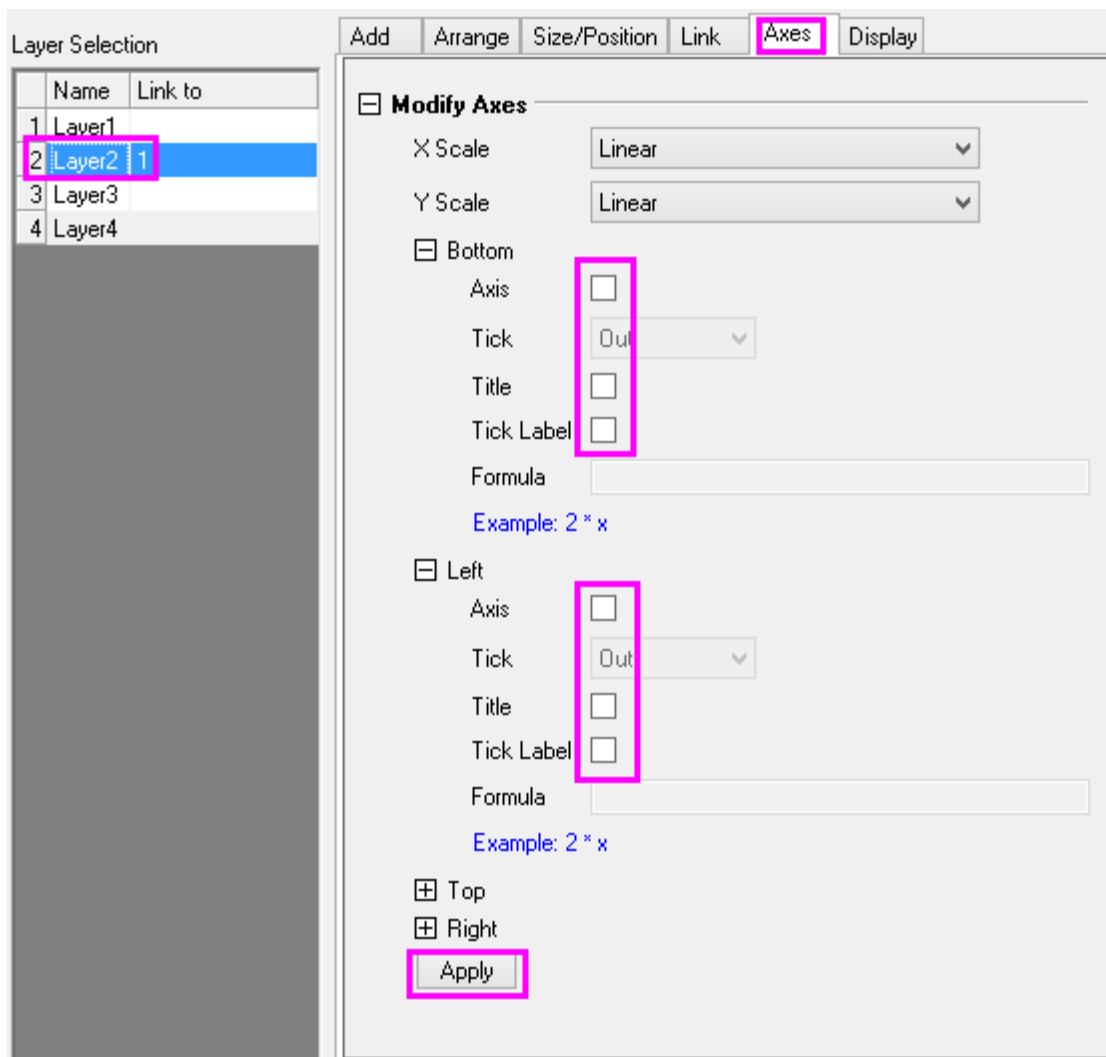 Layer Selection
Add Arrange Size/Position Link Axes Display
Name Link to
1 Layer1
2 Layer2 1
3 Layer3
4 Layer4
Modify Axes
X Scale Linear
Y Scale Linear
Bottom
Axis
Tick Out
Title
Tick Label
Formula
Example: 2 * x
Left
Axis
Tick Out
Title
Tick Label
Formula
Example: 2 * x
Top
Right
Apply